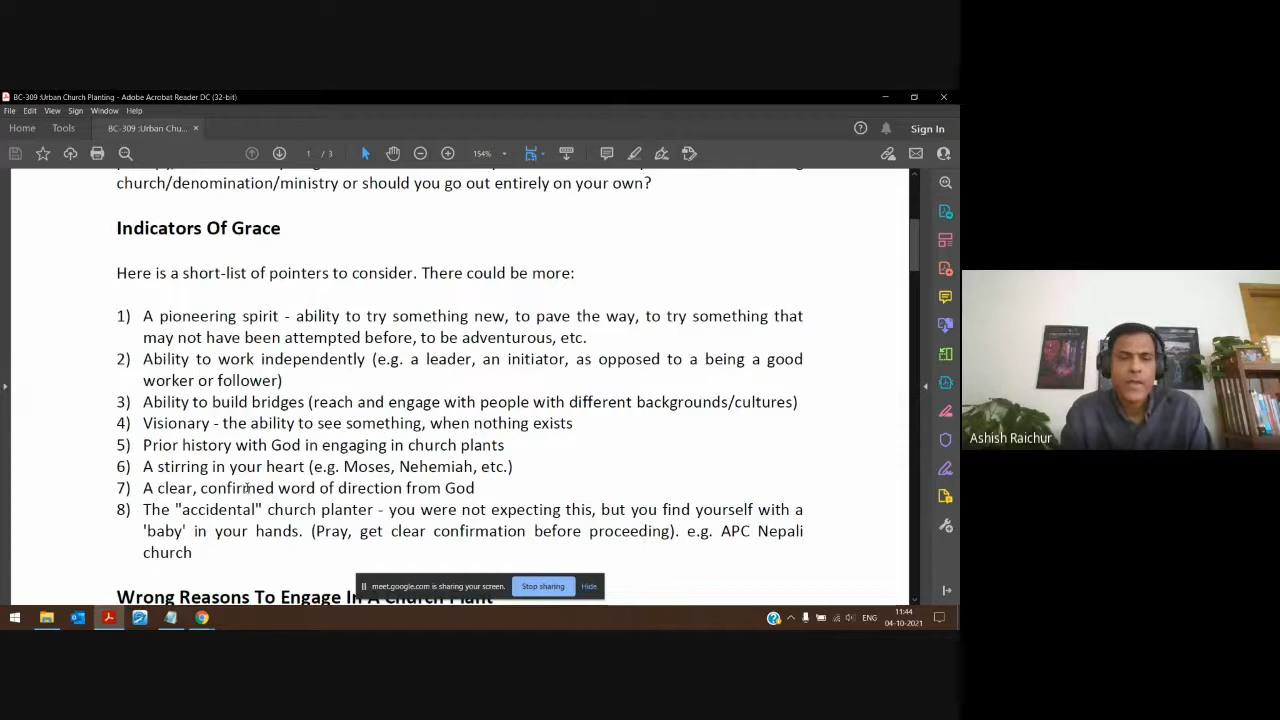 BC-309 :Urban Church Planting - Adobe Acrobat Reader DC (32-bit)
File Edit View Sign Window Help
Home Tools BC-309 :Urban Chu... × Sign In
1 / 3 154%
church/denomination/ministry or should you go out entirely on your own?
Indicators Of Grace
Here is a short-list of pointers to consider. There could be more:
1) A pioneering spirit - ability to try something new, to pave the way, to try something that
may not have been attempted before, to be adventurous, etc.
2) Ability to work independently (e.g. a leader, an initiator, as opposed to a being a good
worker or follower)
3) Ability to build bridges (reach and engage with people with different backgrounds/cultures)
4) Visionary - the ability to see something, when nothing exists
5) Prior history with God in engaging in church plants
6) A stirring in your heart (e.g. Moses, Nehemiah, etc.)
7) A clear, confirmed word of direction from God
8) The "accidental" church planter - you were not expecting this, but you find yourself with a
'baby' in your hands. (Pray, get clear confirmation before proceeding). e.g. APC Nepali
church
Wrong Reasons To Engage In A Church Plant
meet.google.com is sharing your screen. Stop sharing Hide
ENG
11:44
04-10-2021
Ashish Raichur